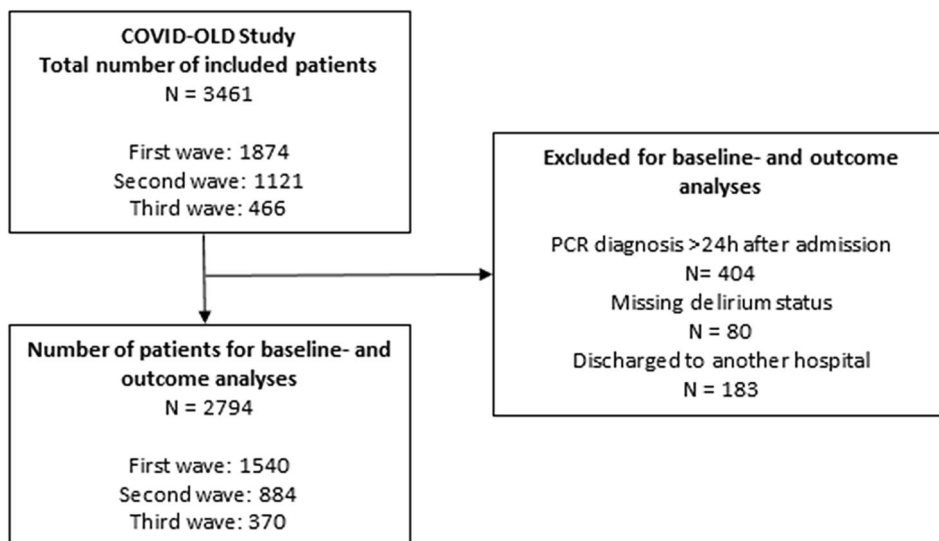 COVID-OLD Study
Total number of included patients
N = 3461
First wave: 1874
Second wave: 1121
Third wave: 466
Excluded for baseline- and outcome
analyses
PCR diagnosis >24h after admission
N= 404
Missing delirium status
N = 80
Discharged to another hospital
N = 183
Number of patients for baseline- and
outcome analyses
N = 2794
First wave: 1540
Second wave: 884
Third wave: 370